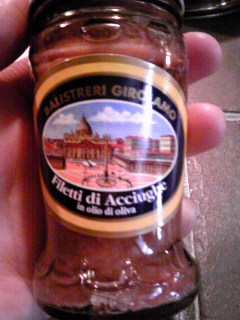 BALISTRERI GIROLAMO
Filetti di Acciughe
in olio di oliva